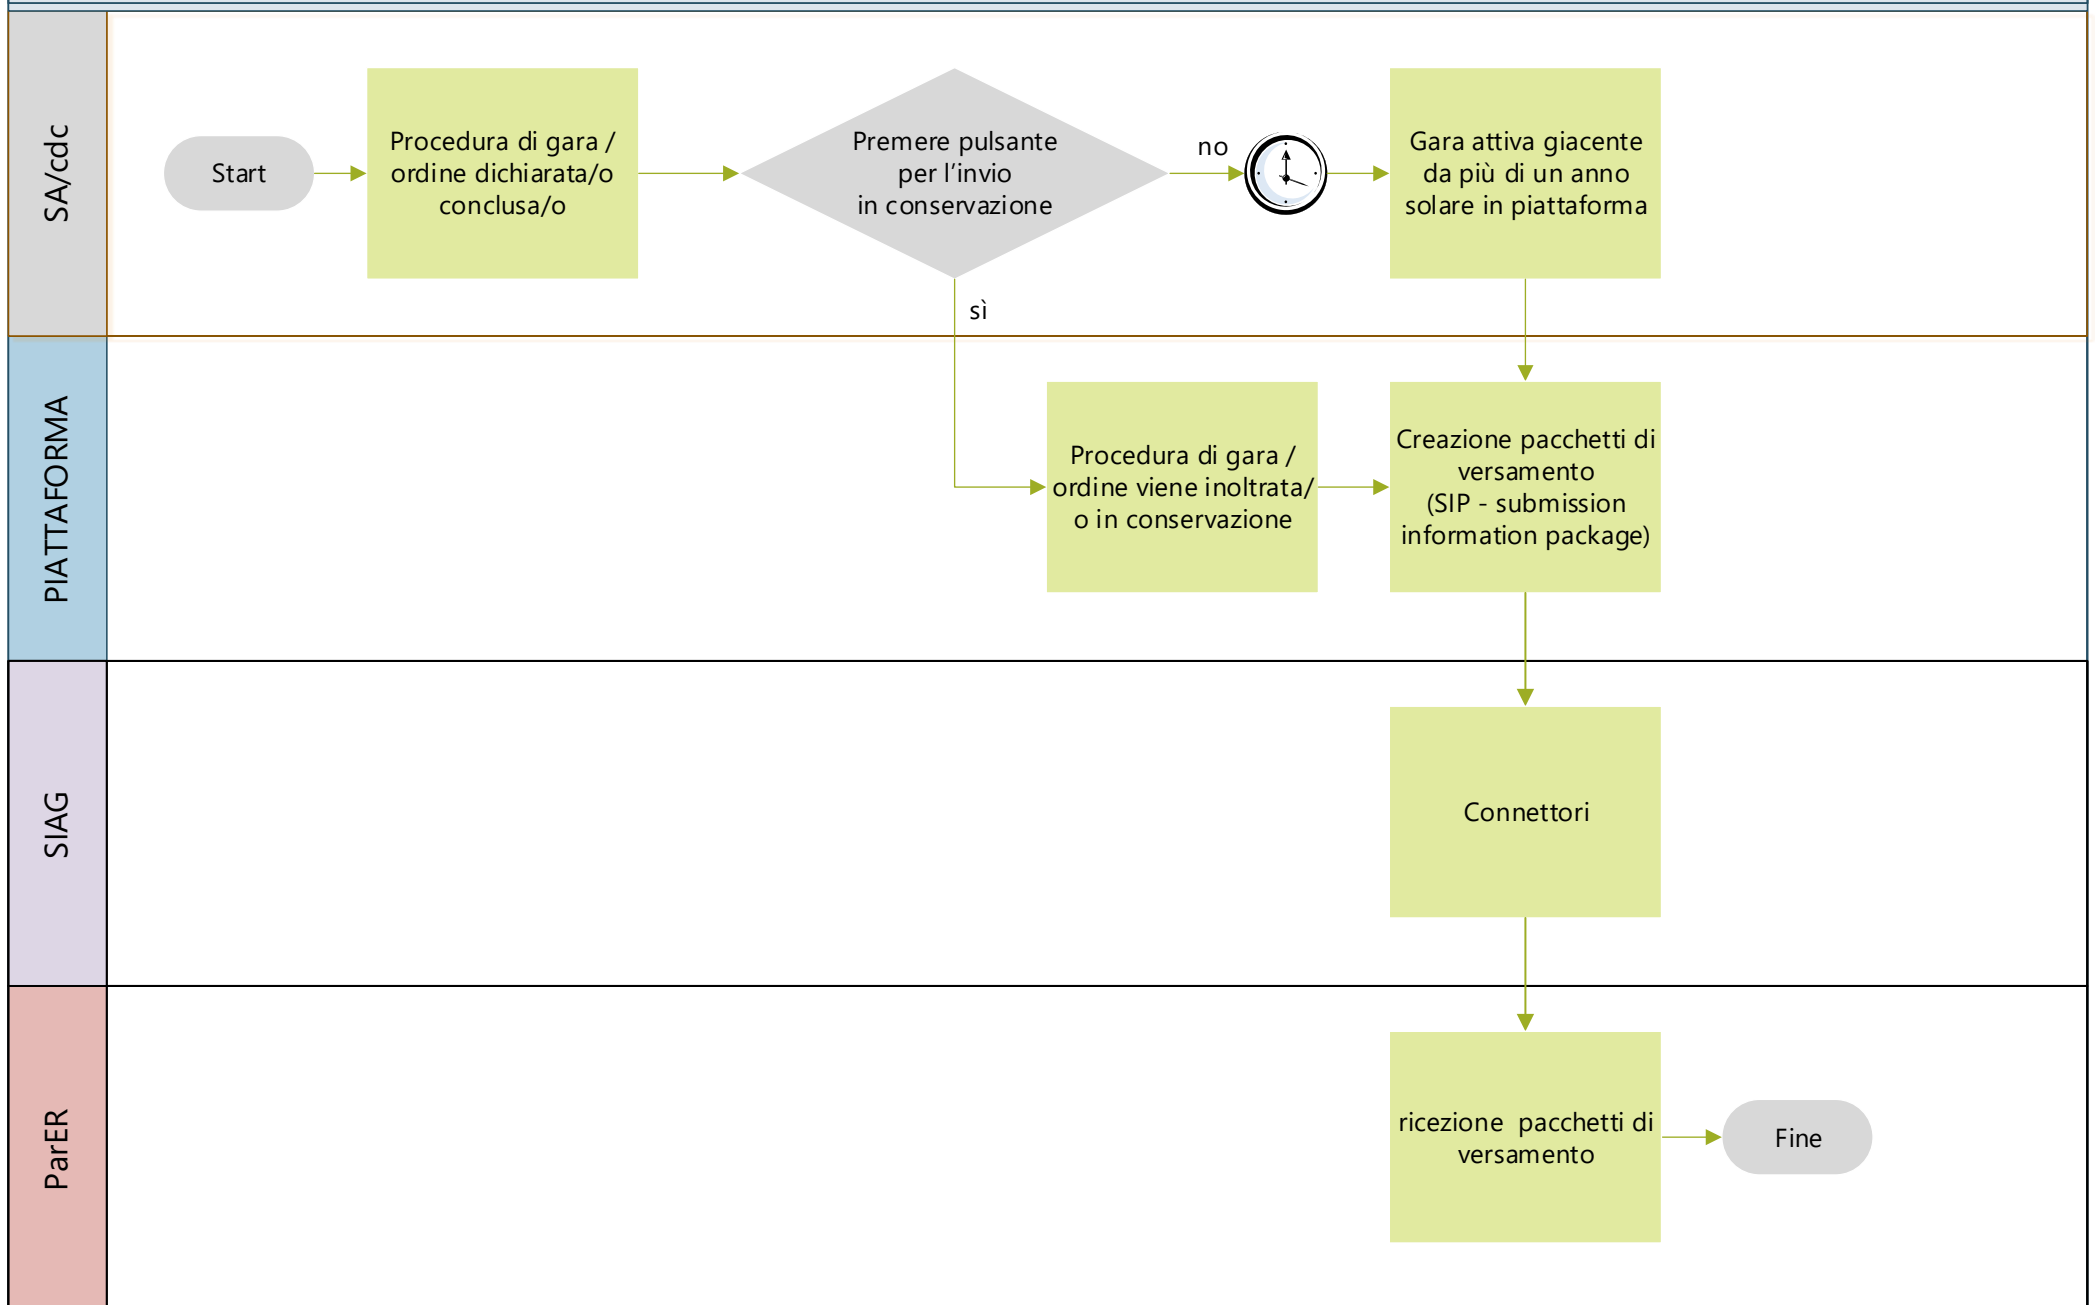 SA/cdc
Start
Procedura di gara /
ordine dichiarata/o
conclusa/o
Premere pulsante
per l’invio
in conservazione
no
Gara attiva giacente
da più di un anno
solare in piattaforma
sì
PIATTAFORMA
Procedura di gara /
ordine viene inoltrata/
o in conservazione
Creazione pacchetti di
versamento
(SIP - submission
information package)
SIAG
Connettori
ParER
ricezione  pacchetti di
versamento
Fine